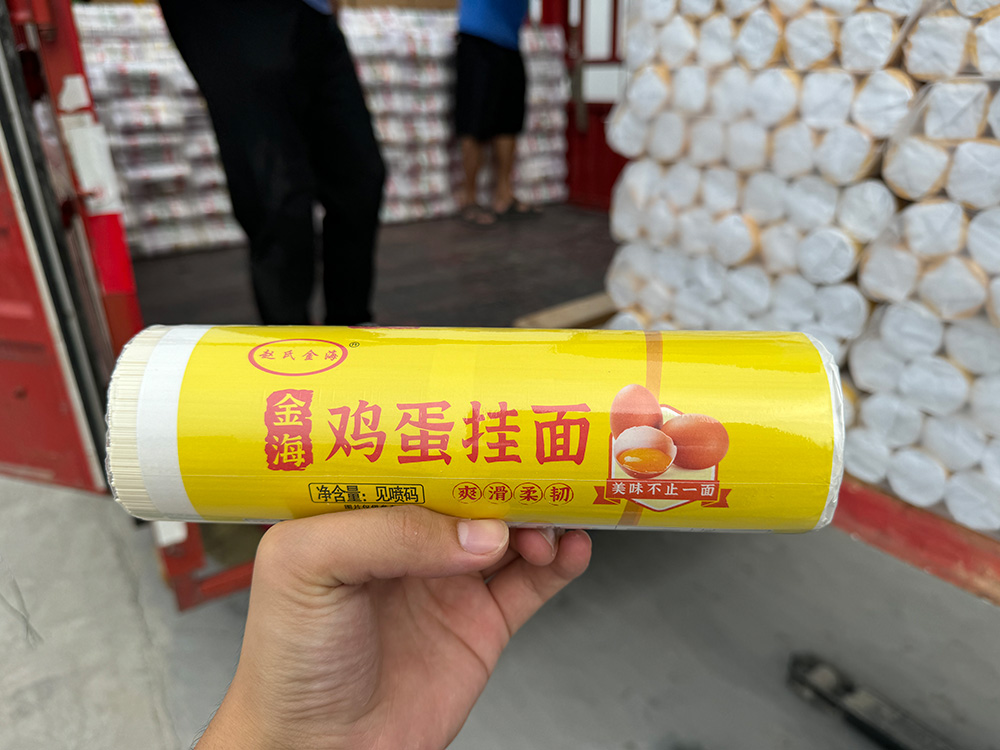 赵氏金海®
金海
鸡蛋挂面
净含量：见喷码
爽滑柔韧
美味不止一面